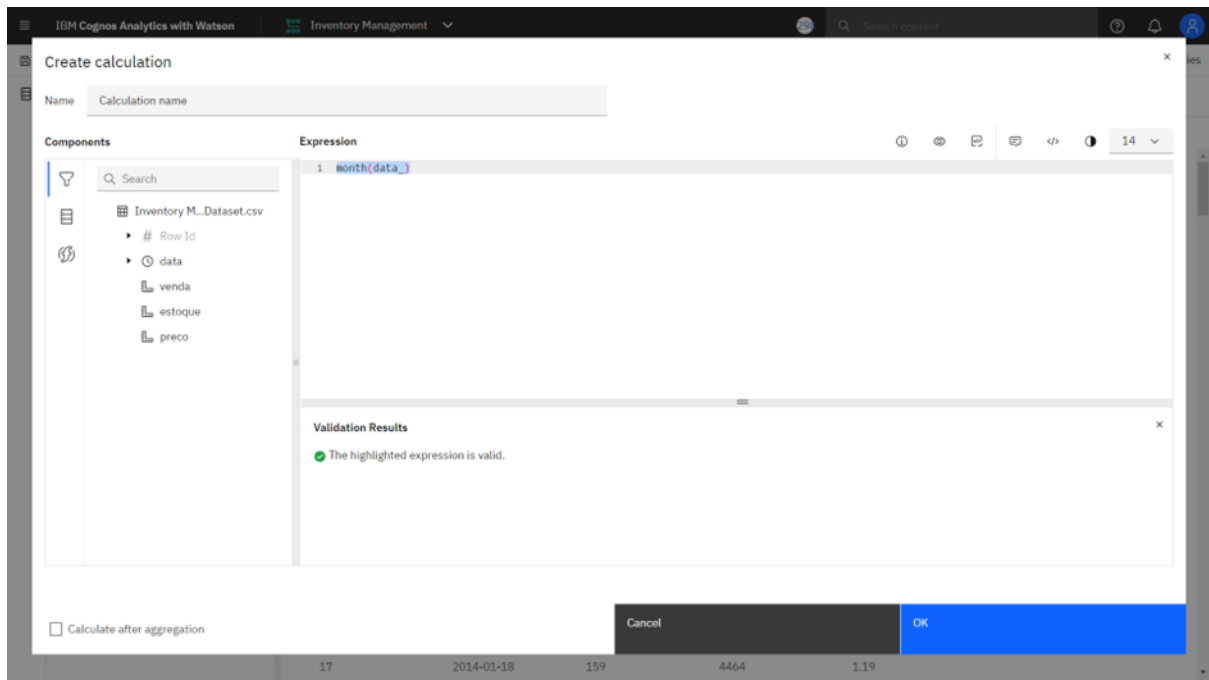 IBM Cognos Analytics with Watson
Inventory Management
Search content
Create calculation
Name
Calculation name
Components
Expression
14
Search
1 month(data_)
Inventory M...Dataset.csv
# Row Id
data
venda
estoque
preco
Validation Results
The highlighted expression is valid.
Calculate after aggregation
Cancel
OK
17 2014-01-18 159 4464 1.19